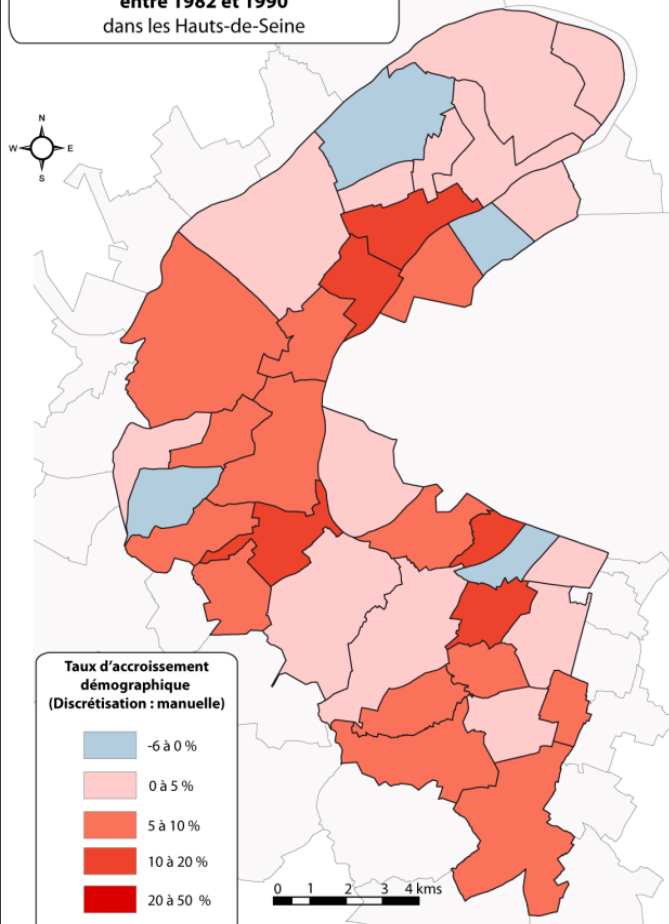 entre 1982 et 1990
dans les Hauts-de-Seine
N
W E
S
Taux d'accroissement
démographique
(Discrétisation : manuelle)
-6 à 0 %
0 à 5 %
5 à 10 %
10 à 20 %
20 à 50 %
0 1 2 3 4 kms